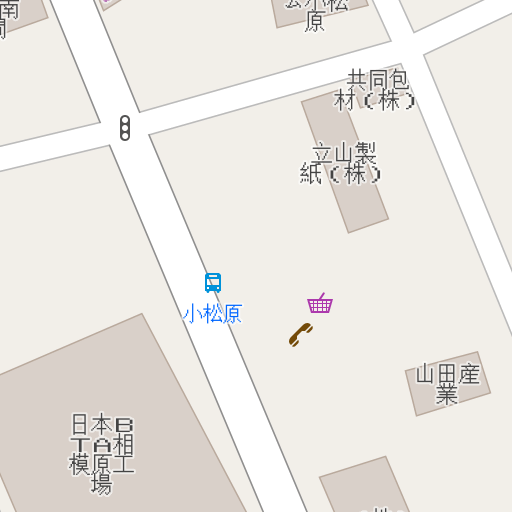 南
小松
原
共同包
材（株）
立山製
紙（株）
小松原
山田産
業
日本B
TA相
模原工
場